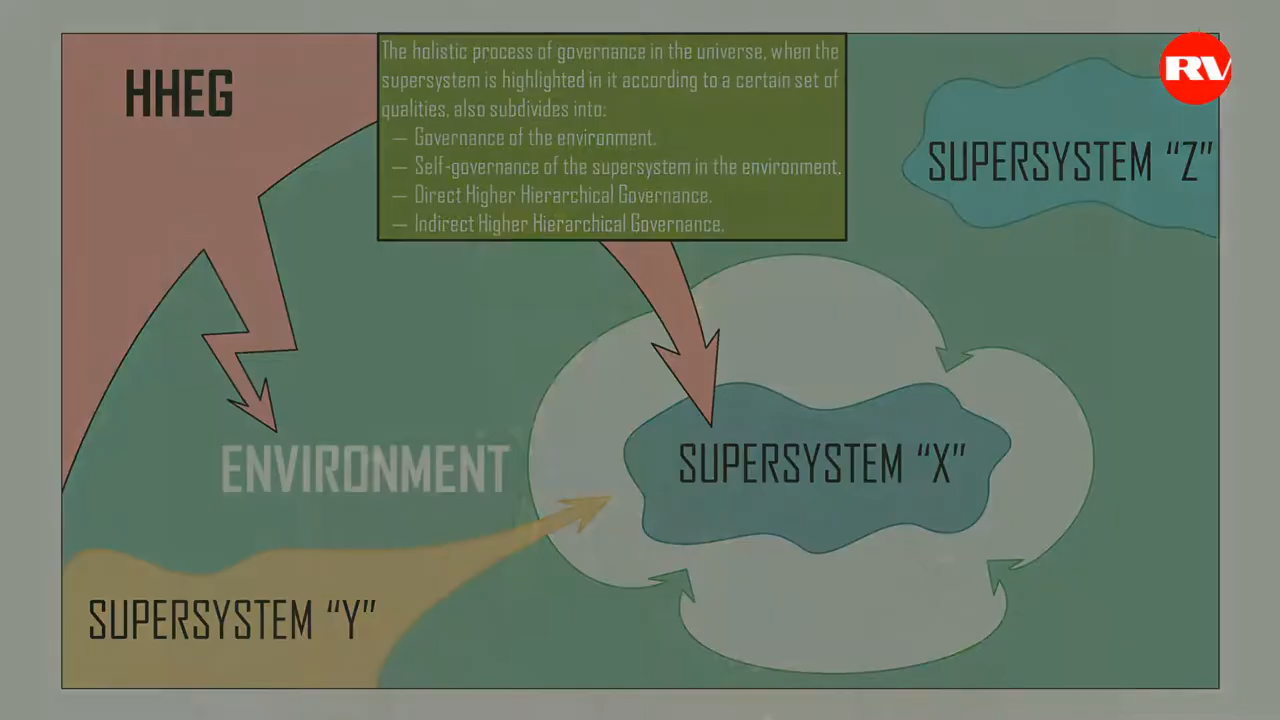 HHEG
The holistic process of governance in the universe, when the
supersystem is highlighted in it according to a certain set of
qualities, also subdivides into:
— Governance of the environment.
— Self-governance of the supersystem in the environment.
— Direct Higher Hierarchical Governance.
— Indirect Higher Hierarchical Governance.
RV
SUPERSYSTEM “Z”
ENVIRONMENT
SUPERSYSTEM “X”
SUPERSYSTEM “Y”